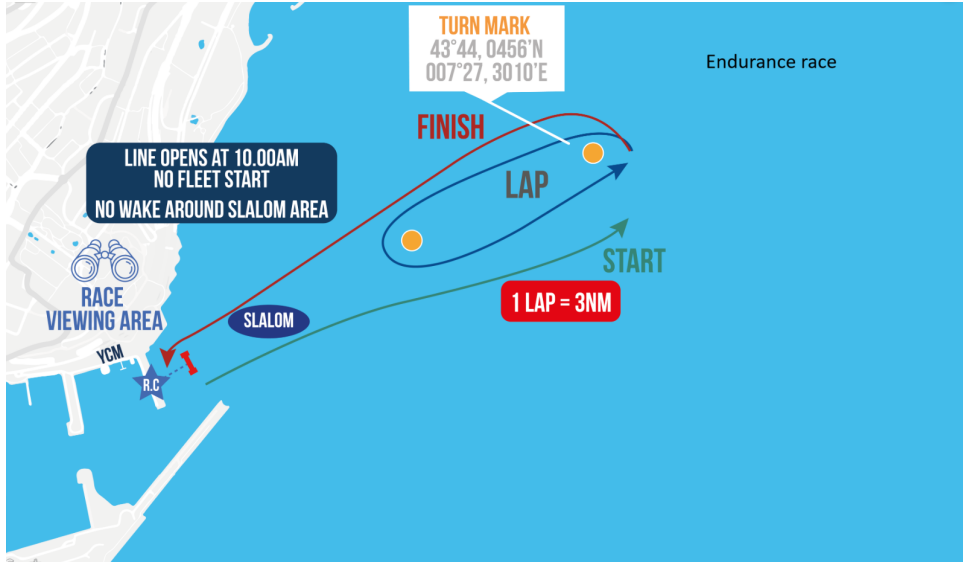 TURN MARK
43°44, 0456'N
007°27, 3010'E
Endurance race
FINISH
LINE OPENS AT 10.00AM
NO FLEET START
NO WAKE AROUND SLALOM AREA
LAP
START
RACE
VIEWING AREA
1 LAP = 3NM
SLALOM
YCM
R.C